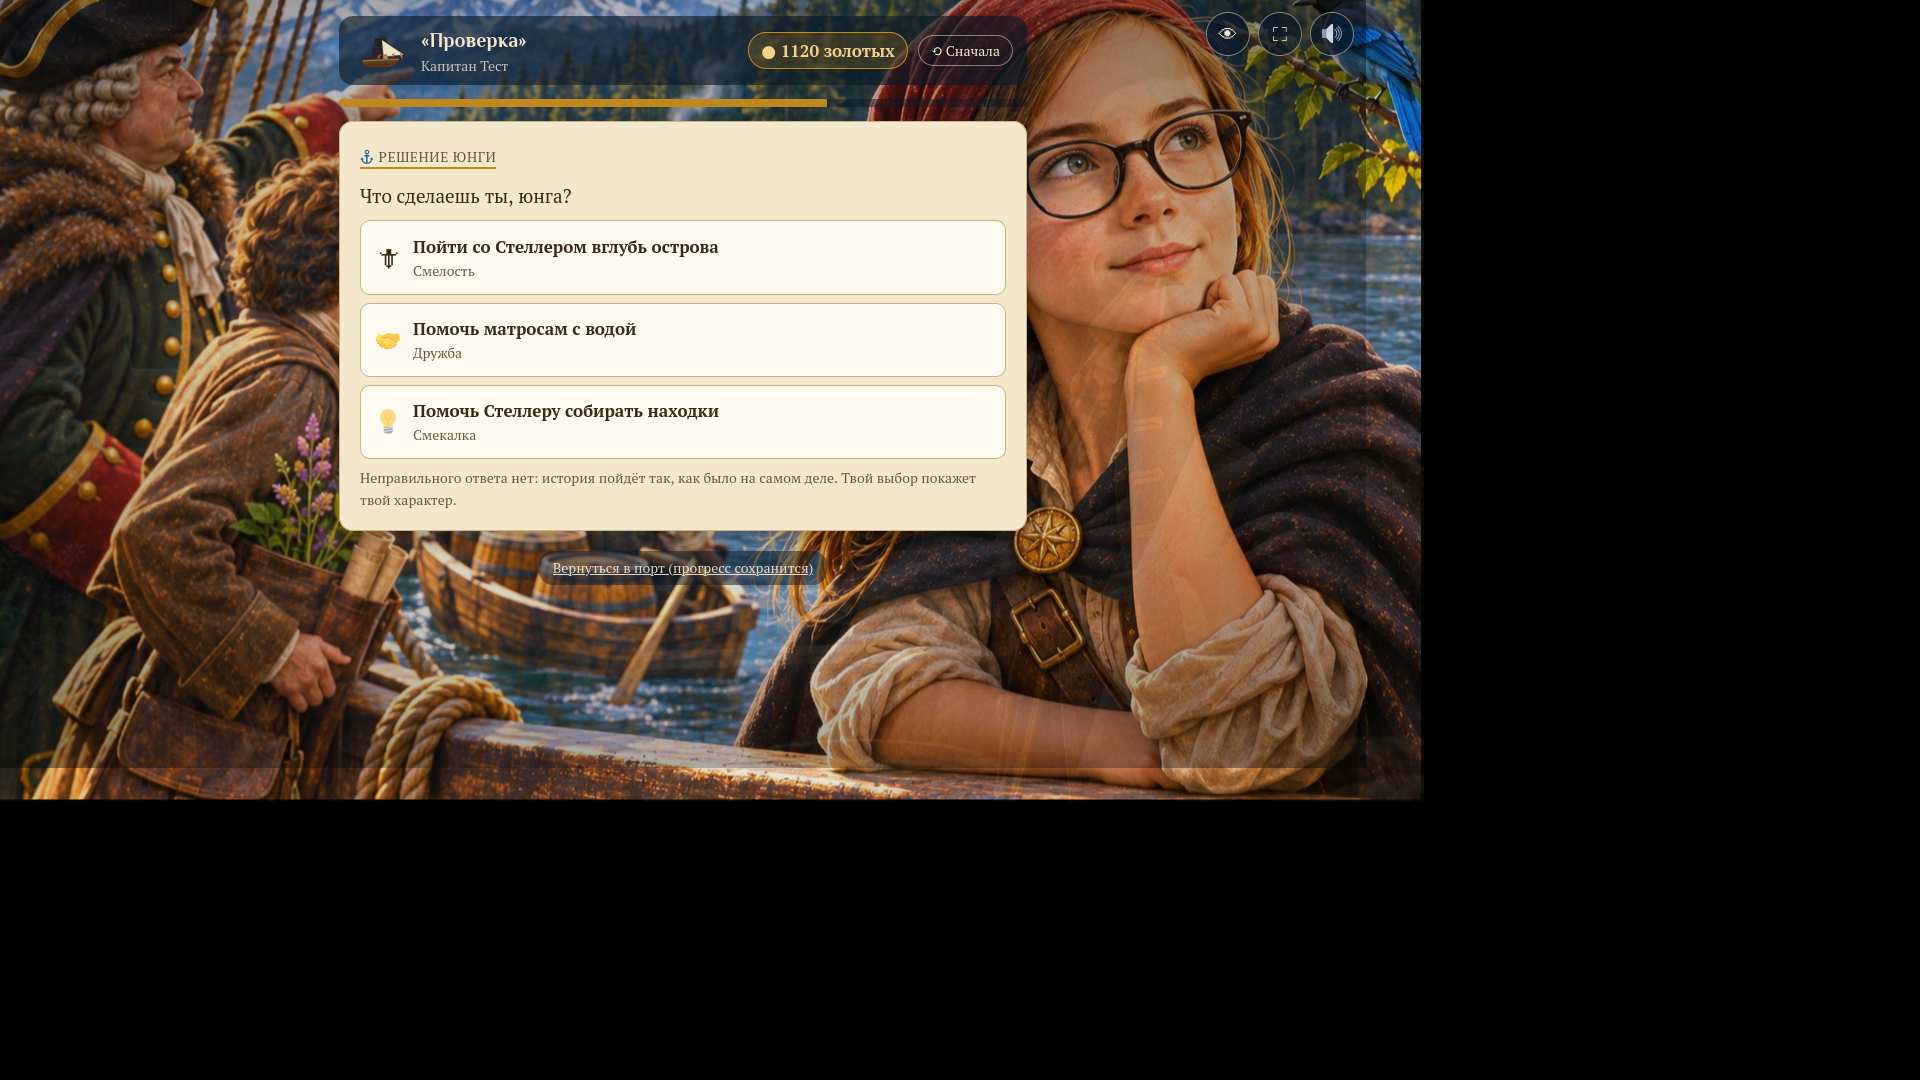 «Проверка»
Капитан Тест
1120 золотых
⟲ Сначала
⚓ РЕШЕНИЕ ЮНГИ
Что сделаешь ты, юнга?
Пойти со Стеллером вглубь острова
Смелость
Помочь матросам с водой
Дружба
Помочь Стеллеру собирать находки
Смекалка
Неправильного ответа нет: история пойдёт так, как было на самом деле. Твой выбор покажет
твой характер.
Вернуться в порт (прогресс сохранится)